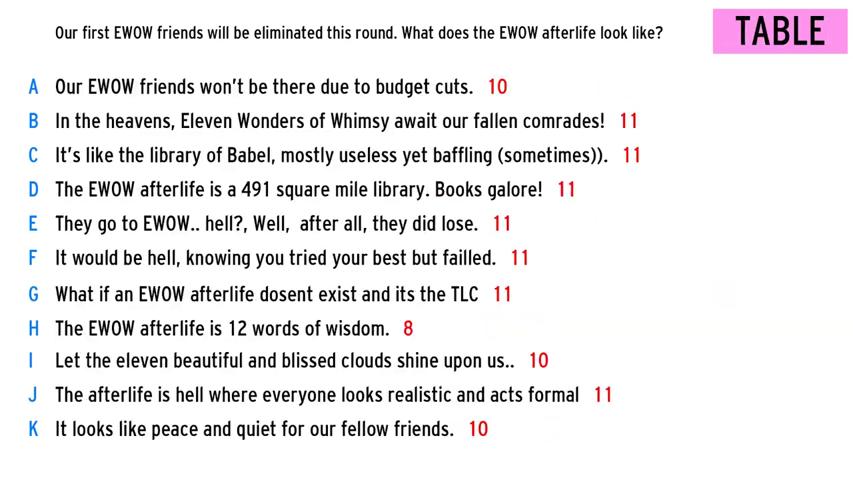 Our first EWOW friends will be eliminated this round. What does the EWOW afterlife look like?
TABLE
A Our EWOW friends won't be there due to budget cuts. 10
B In the heavens, Eleven Wonders of Whimsy await our fallen comrades! 11
C It's like the library of Babel, mostly useless yet baffling (sometimes)). 11
D The EWOW afterlife is a 491 square mile library. Books galore! 11
E They go to EWOW.. hell?, Well, after all, they did lose. 11
F It would be hell, knowing you tried your best but failled. 11
G What if an EWOW afterlife dosent exist and its the TLC 11
H The EWOW afterlife is 12 words of wisdom. 8
I Let the eleven beautiful and blissed clouds shine upon us.. 10
J The afterlife is hell where everyone looks realistic and acts formal 11
K It looks like peace and quiet for our fellow friends. 10